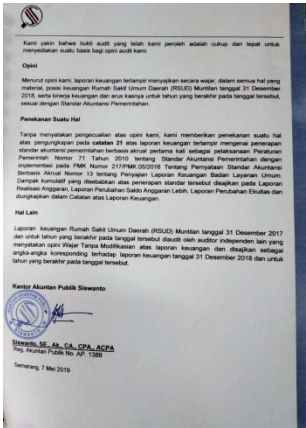 Kami yakin bahwa bukti audit yang telah kami peroleh adalah cukup dan tepat untuk
menyediakan suatu basis bagi opini audit kami.
Opini
Menurut opini kami, laporan keuangan terlampir menyajikan secara wajar, dalam semua hal yang
material, posisi keuangan Rumah Sakit Umum Daerah (RSUD) Muntilan tanggal 31 Desember
2018, serta kinerja keuangan dan arus kasnya untuk tahun yang berakhir pada tanggal tersebut,
sesuai dengan Standar Akuntansi Pemerintahan.
Penekanan Suatu Hal
Tanpa menyatakan pengecualian atas opini kami, kami memberikan penekanan suatu hal
atas pengungkapan pada catatan 21 atas laporan keuangan terlampir mengenai penerapan
standar akuntansi pemerintahan berbasis akrual pertama kali sebagai pelaksanaan Peraturan
Pemerintah Nomor 71 Tahun 2010 tentang Standar Akuntansi Pemerintahan dengan
implementasi pada PMK Nomor 217/PMK.05/2016 Tentang Pernyataan Standar Akuntansi
Berbasis Akrual Nomor 13 tentang Penyajian Laporan Keuangan Badan Layanan Umum.
Dampak kumulatif yang disebabkan atas penerapan standar tersebut disajikan pada Laporan
Realisasi Anggaran, Laporan Perubahan Saldo Anggaran Lebih, Laporan Perubahan Ekuitas dan
diungkapkan dalam Catatan atas Laporan Keuangan.
Hal Lain
Laporan keuangan Rumah Sakit Umum Daerah (RSUD) Muntilan tanggal 31 Desember 2017
dan untuk tahun yang berakhir pada tanggal tersebut diaudit oleh auditor independen lain yang
menyatakan opini Wajar Tanpa Modifikasian atas laporan keuangan dan disajikan sebagai
angka-angka koresponding terhadap laporan keuangan tanggal 31 Desember 2018 dan untuk
tahun yang berakhir pada tanggal tersebut.
Kantor Akuntan Publik Siswanto
Siswanto, SE., Ak., CA., CPA., ACPA
Reg. Akuntan Publik No. AP. 1388
Semarang, 7 Mei 2019